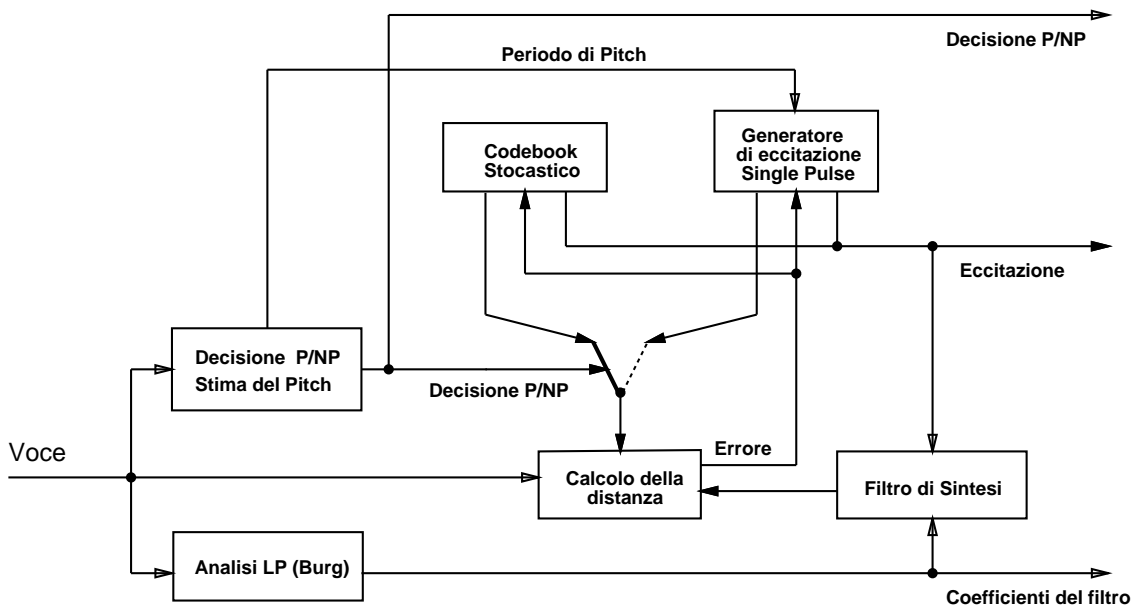 Decisione P/NP
Periodo di Pitch
Codebook
Stocastico
Generatore
di eccitazione
Single Pulse
Eccitazione
Decisione P/NP
Stima del Pitch
Decisione P/NP
Voce
Errore
Calcolo della
distanza
Filtro di Sintesi
Analisi LP (Burg)
Coefficienti del filtro